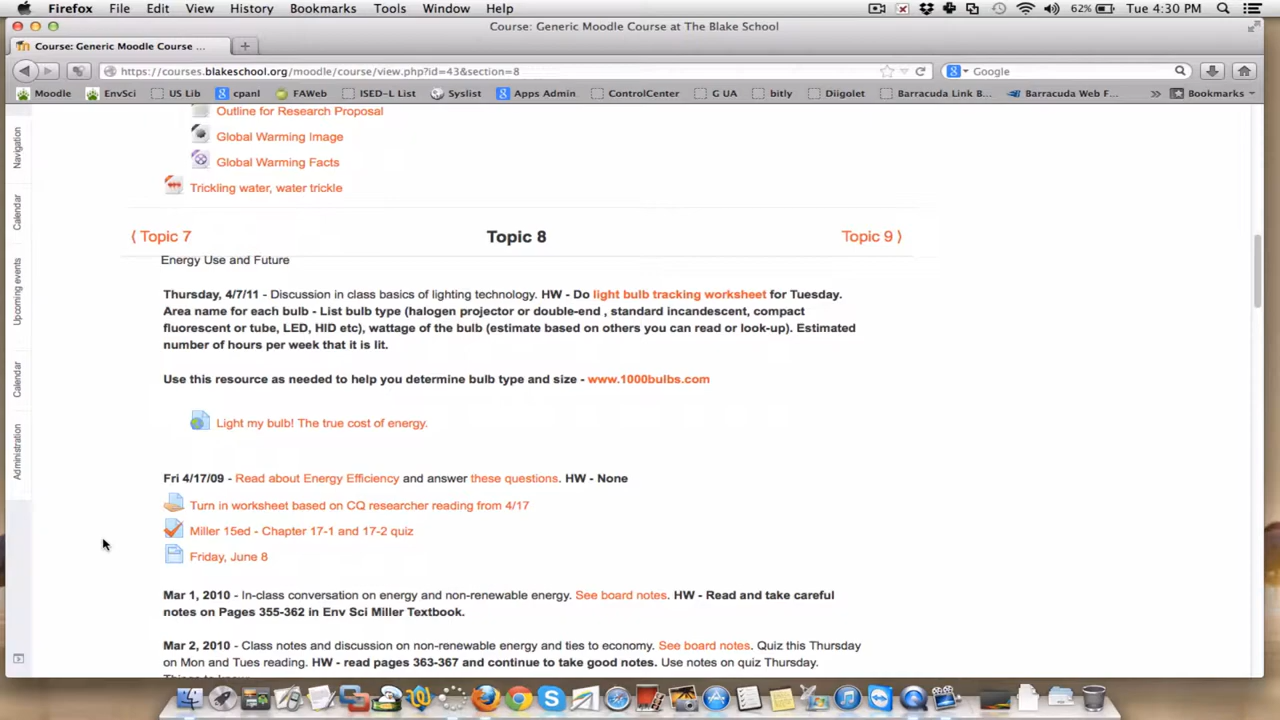 Firefox File Edit View History Bookmarks Tools Window Help 62% Tue 4:30 PM
Course: Generic Moodle Course at The Blake School
Course: Generic Moodle Course ...
https://courses.blakeschool.org/moodle/course/view.php?id=43&section=8 Google
Moodle EnvSci US Lib cpanl FAWeb ISED-L List Syslist Apps Admin ControlCenter G UA bitly Diigolet Barracuda Link B... Barracuda Web F... Bookmarks
Outline for Research Proposal
Navigation
Global Warming Image
Global Warming Facts
Trickling water, water trickle
Calendar
Topic 7 Topic 8 Topic 9
Energy Use and Future
Upcoming events
Thursday, 4/7/11 - Discussion in class basics of lighting technology. HW - Do light bulb tracking worksheet for Tuesday.
Area name for each bulb - List bulb type (halogen projector or double-end , standard incandescent, compact
fluorescent or tube, LED, HID etc), wattage of the bulb (estimate based on others you can read or look-up). Estimated
number of hours per week that it is lit.
Calendar
Use this resource as needed to help you determine bulb type and size - www.1000bulbs.com
Light my bulb! The true cost of energy.
Administration
Fri 4/17/09 - Read about Energy Efficiency and answer these questions. HW - None
Turn in worksheet based on CQ researcher reading from 4/17
Miller 15ed - Chapter 17-1 and 17-2 quiz
Friday, June 8
Mar 1, 2010 - In-class conversation on energy and non-renewable energy. See board notes. HW - Read and take careful
notes on Pages 355-362 in Env Sci Miller Textbook.
Mar 2, 2010 - Class notes and discussion on non-renewable energy and ties to economy. See board notes. Quiz this Thursday
on Mon and Tues reading. HW - read pages 363-367 and continue to take good notes. Use notes on quiz Thursday.